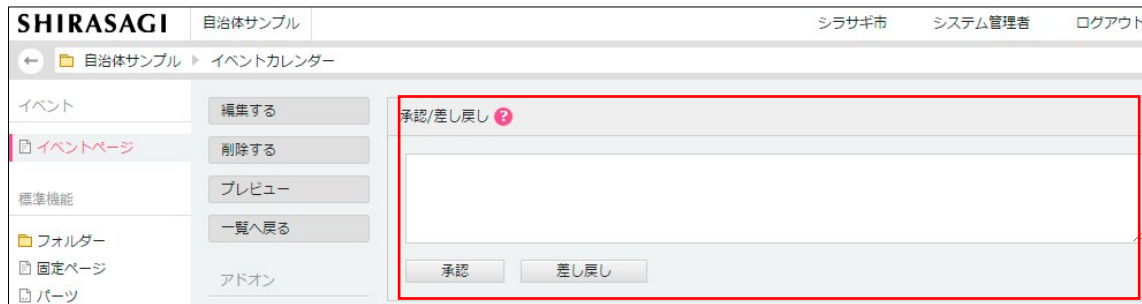 SHIRASAGI 自治体サンプル シラサギ市 システム管理者 ログアウト
← 自治体サンプル イベントカレンダー
イベント
イベントページ
標準機能
フォルダー
固定ページ
パーツ
編集する
削除する
プレビュー
一覧へ戻る
アドオン
承認/差し戻し ?
承認 差し戻し